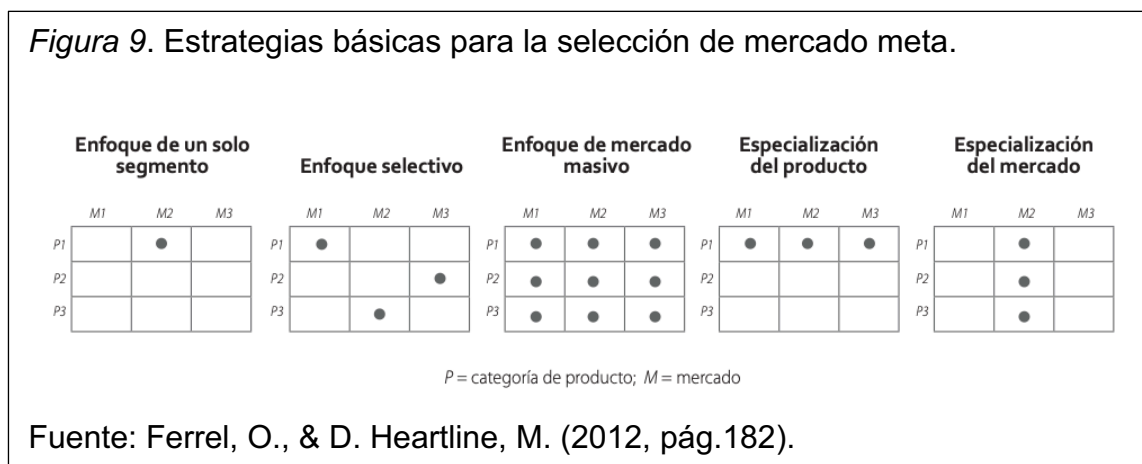 Figura 9. Estrategias básicas para la selección de mercado meta.
Enfoque de un solo
segmento
Enfoque selectivo
Enfoque de mercado
masivo
Especialización
del producto
Especialización
del mercado
M1 M2 M3
P1
P2
P3
M1 M2 M3
P1
P2
P3
M1 M2 M3
P1
P2
P3
M1 M2 M3
P1
P2
P3
M1 M2 M3
P1
P2
P3
P = categoría de producto; M = mercado
Fuente: Ferrel, O., & D. Heartline, M. (2012, pág.182).